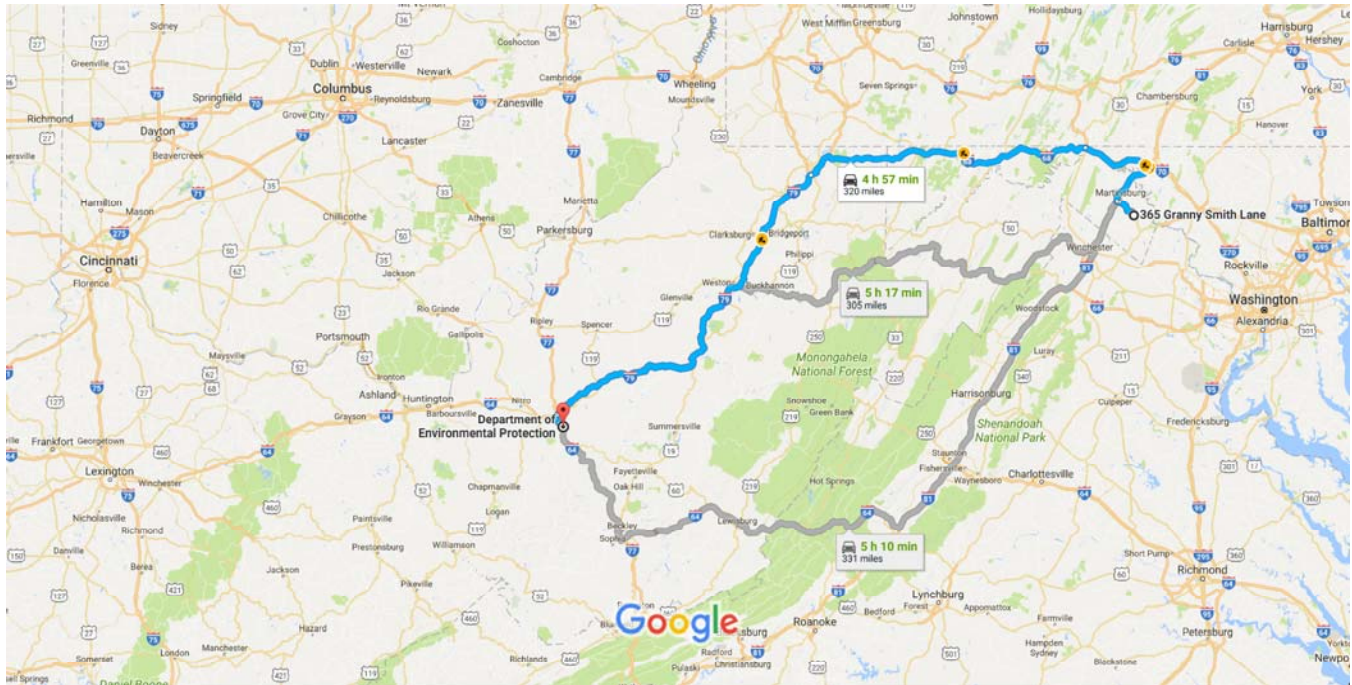 Sidney
Coshocton
West Mifflin
Greensburg
Johnstown
Hollidaysburg
Harrisburg
Hershey
Carlisle
Greenville
Dublin
Westerville
Newark
Cambridge
Wheeling
Columbus
Reynoldsburg
Zanesville
Moundsville
Seven Springs
Chambersburg
York
Springfield
Grove City
Richmond
Dayton
Beavercreek
Lancaster
Hanover
4 h 57 min
320 miles
Martinsburg
365 Granny Smith Lane
Towson
Baltimore
Hamilton
Mason
Chillicothe
Athens
Marietta
Parkersburg
Clarksburg
Bridgeport
Philippi
Winchester
Rockville
Cincinnati
Florence
Jackson
Weston
Buckhannon
5 h 17 min
305 miles
Woodstock
Washington
Alexandria
Rio Grande
Glenville
Ripley
Spencer
Portsmouth
Gallipolis
Maysville
Ironton
Monongahela
National Forest
Luray
Harrisonburg
Culpeper
Ashland
Huntington
Nitro
Grayson
Barboursville
Snowshoe
Green Bank
Fredericksburg
Department of
Environmental Protection
Summersville
Shenandoah
National Park
Frankfort
Georgetown
Staunton
Fishersville
Waynesboro
Charlottesville
Lexington
Winchester
Fayetteville
Oak Hill
Hot Springs
Chapmanville
Logan
Nicholasville
Richmond
Paintsville
Beckley
Sophia
Lewisburg
Danville
Prestonsburg
Williamson
5 h 10 min
331 miles
Short Pump
Berea
Jackson
Pikeville
Richmond
Lynchburg
Google
Roanoke
Bedford
Forest
Appomattox
Farmville
Hazard
Radford
Christiansburg
Petersburg
Hampden
Sydney
Somerset
London
Manchester
Richlands
Pulaski
Blackstone
Daniel Boone